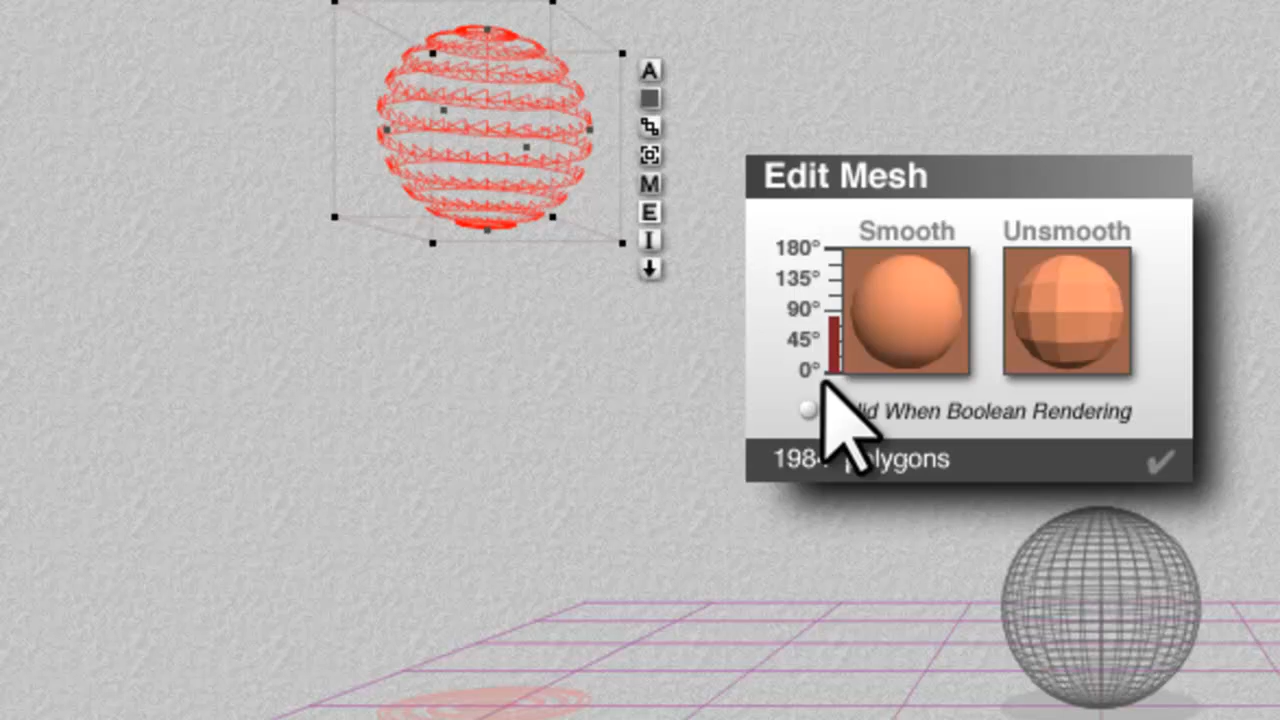 A
M
E
I
Edit Mesh
Smooth Unsmooth
180°
135°
90°
45°
0°
When Boolean Rendering
polygons